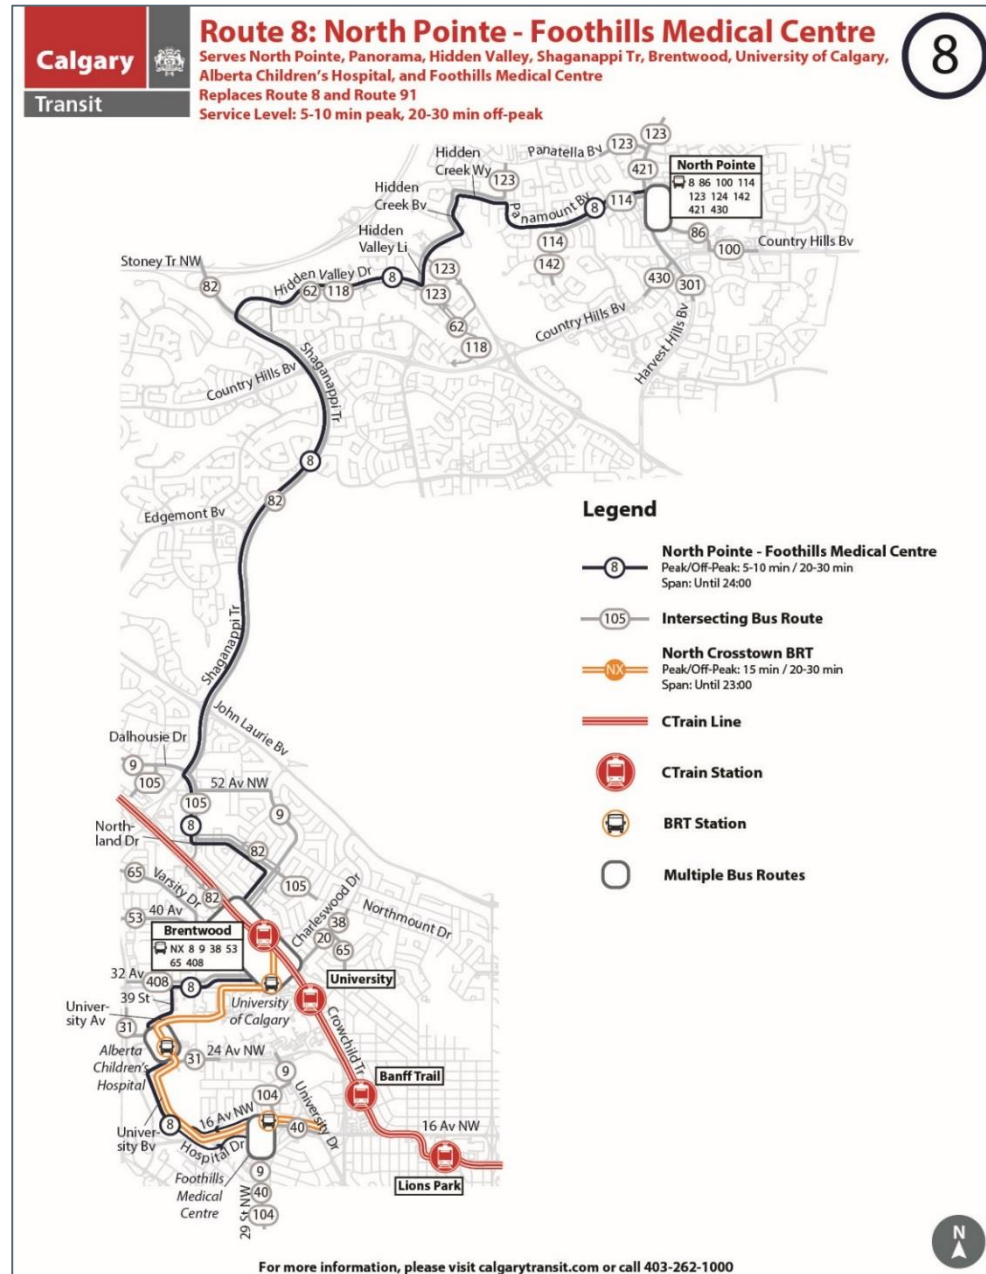 Calgary
Transit
Route 8: North Pointe - Foothills Medical Centre
Serves North Pointe, Panorama, Hidden Valley, Shaganappi Tr, Brentwood, University of Calgary,
Alberta Children's Hospital, and Foothills Medical Centre
Replaces Route 8 and Route 91
Service Level: 5-10 min peak, 20-30 min off-peak
8
123
Panatella Bv
123
421
North Pointe
8 86 100 114
123 124 142
421 430
Hidden
Creek Wy
123
Hidden
Creek Bv
Panamount Bv
8
114
86
100
Country Hills Bv
Hidden
Valley Li
114
142
Stoney Tr NW
82
Hidden Valley Dr
62
118
8
123
123
62
118
430
301
Country Hills Bv
Harvest Hills Bv
Country Hills Bv
Shaganappi Tr
8
82
Edgemont Bv
Shaganappi Tr
Legend
8
North Pointe - Foothills Medical Centre
Peak/Off-Peak: 5-10 min / 20-30 min
Span: Until 24:00
105
Intersecting Bus Route
NX
North Crosstown BRT
Peak/Off-Peak: 15 min / 20-30 min
Span: Until 23:00
CTrain Line
CTrain Station
BRT Station
Multiple Bus Routes
John Laurie Bv
Dalhousie Dr
9
105
52 Av NW
105
8
9
North-
land Dr
82
105
65
Varsity Dr
82
Charleswood Dr
Northmount Dr
53
40 Av
38
20
65
Brentwood
NX 8 9 38 53
65 408
32 Av
408
8
University
39 St
University
of Calgary
Univer-
sity Av
31
Alberta
Children's
Hospital
31
24 Av NW
Crowchild Tr
9
Banff Trail
104
University Dr
Univer-
sity Bv
8
16 Av NW
40
16 Av NW
Hospital Dr
Foothills
Medical
Centre
Lions Park
9
40
104
29 St NW
N
For more information, please visit calgarytransit.com or call 403-262-1000